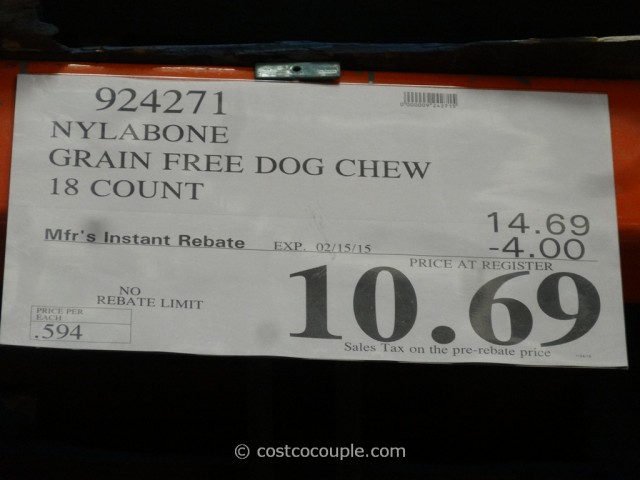 924271
NYLABONE
GRAIN FREE DOG CHEW
18 COUNT
14.69
Mfr's Instant Rebate EXP. 02/15/15 -4.00
PRICE AT REGISTER
10.69
NO
REBATE LIMIT
PRICE PER
EACH
.594
Sales Tax on the pre-rebate price
© costcocouple.com